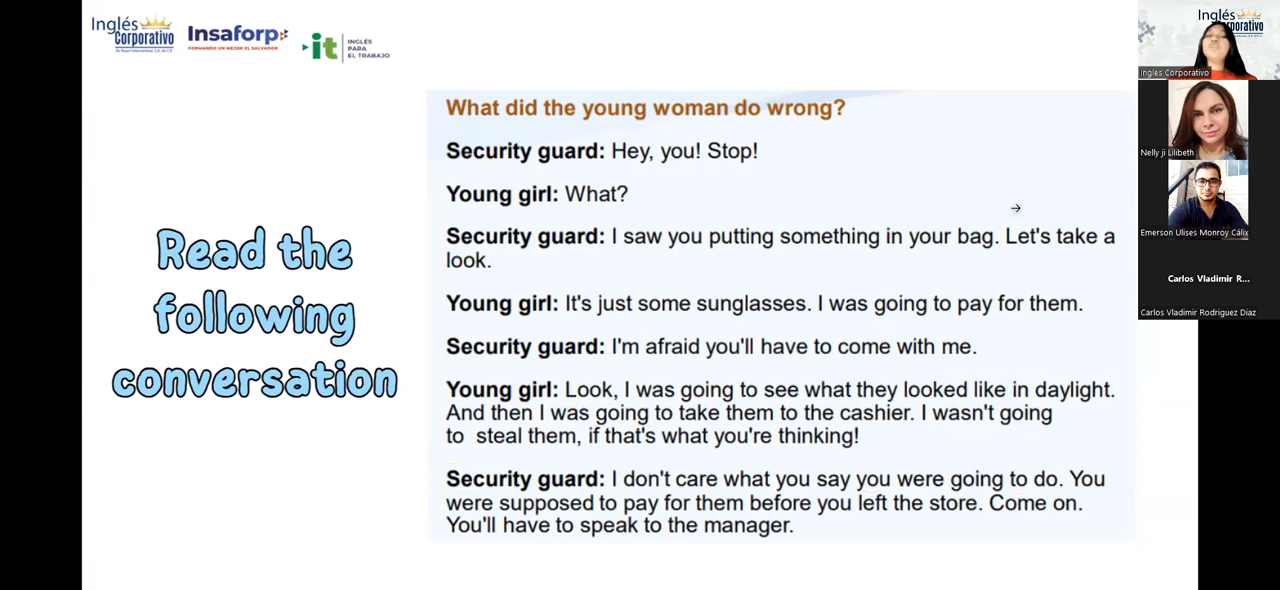 Inglés
Corporativo
Insaforp
FORMANDO UN MEJOR EL SALVADOR
it
INGLÉS
PARA
EL TRABAJO
Read the
following
conversation
What did the young woman do wrong?
Security guard: Hey, you! Stop!
Young girl: What?
Security guard: I saw you putting something in your bag. Let's take a
look.
Young girl: It's just some sunglasses. I was going to pay for them.
Security guard: I'm afraid you'll have to come with me.
Young girl: Look, I was going to see what they looked like in daylight.
And then I was going to take them to the cashier. I wasn't going
to steal them, if that's what you're thinking!
Security guard: I don't care what you say you were going to do. You
were supposed to pay for them before you left the store. Come on.
You'll have to speak to the manager.
Inglés
Ingles Corporativo
Nelly ji Lilibeth
Emerson Ulises Monroy Cálix
Carlos Vladimir R...
Carlos Vladimir Rodriguez Diaz